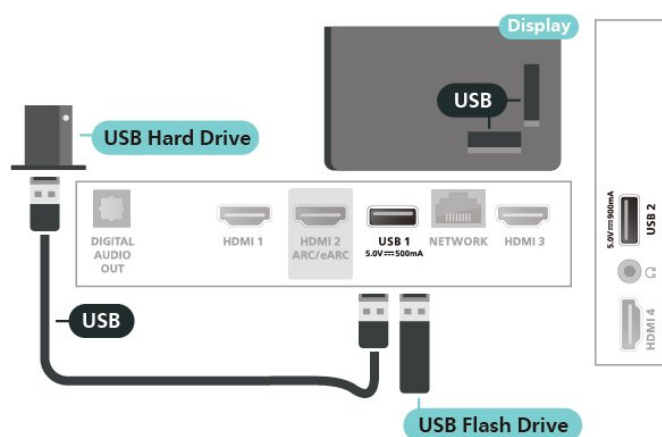 Display
USB
USB Hard Drive
DIGITAL
AUDIO
OUT
HDMI 1
HDMI 2
ARC/eARC
USB 1
5.0V⎓500mA
NETWORK
HDMI 3
USB
USB Flash Drive
5.0V⎓900mA
USB 2
HDMI 4